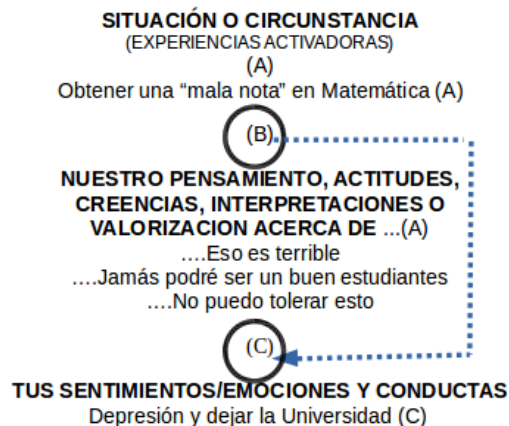 SITUACIÓN O CIRCUNSTANCIA
(EXPERIENCIAS ACTIVADORAS)
(A)
Obtener una “mala nota” en Matemática (A)
(B)
NUESTRO PENSAMIENTO, ACTITUDES,
CREENCIAS, INTERPRETACIONES O
VALORIZACION ACERCA DE ...(A)
....Eso es terrible
....Jamás podré ser un buen estudiantes
....No puedo tolerar esto
(C)
TUS SENTIMIENTOS/EMOCIONES Y CONDUCTAS
Depresión y dejar la Universidad (C)